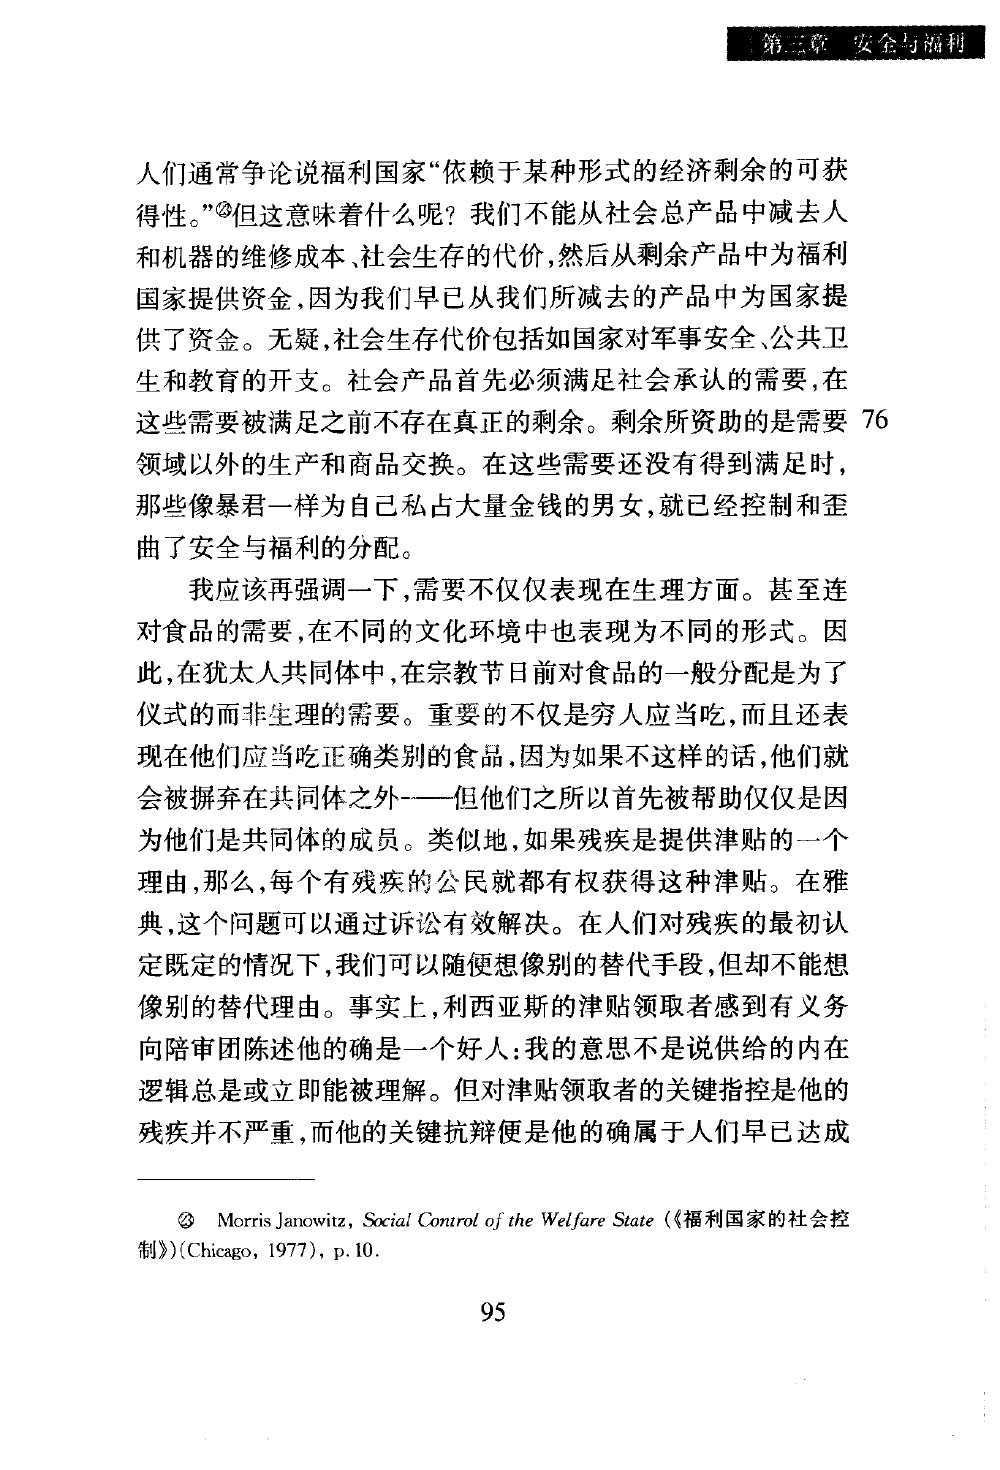 第三章 安全与福利
人们通常争论说福利国家“依赖于某种形式的经济剩余的可获
得性。”㉓但这意味着什么呢？我们不能从社会总产品中减去人
和机器的维修成本、社会生存的代价,然后从剩余产品中为福利
国家提供资金,因为我们早已从我们所减去的产品中为国家提
供了资金。无疑,社会生存代价包括如国家对军事安全、公共卫
生和教育的开支。社会产品首先必须满足社会承认的需要,在
这些需要被满足之前不存在真正的剩余。剩余所资助的是需要 76
领域以外的生产和商品交换。在这些需要还没有得到满足时,
那些像暴君一样为自己私占大量金钱的男女,就已经控制和歪
曲了安全与福利的分配。
我应该再强调一下,需要不仅仅表现在生理方面。甚至连
对食品的需要,在不同的文化环境中也表现为不同的形式。因
此,在犹太人共同体中,在宗教节日前对食品的一般分配是为了
仪式的而非生理的需要。重要的不仅是穷人应当吃,而且还表
现在他们应当吃正确类别的食品,因为如果不这样的话,他们就
会被摒弃在共同体之外——但他们之所以首先被帮助仅仅是因
为他们是共同体的成员。类似地,如果残疾是提供津贴的一个
理由,那么,每个有残疾的公民就都有权获得这种津贴。在雅
典,这个问题可以通过诉讼有效解决。在人们对残疾的最初认
定既定的情况下,我们可以随便想像别的替代手段,但却不能想
像别的替代理由。事实上,利西亚斯的津贴领取者感到有义务
向陪审团陈述他的确是一个好人:我的意思不是说供给的内在
逻辑总是或立即能被理解。但对津贴领取者的关键指控是他的
残疾并不严重,而他的关键抗辩便是他的确属于人们早已达成
㉓ Morris Janowitz, Social Control of the Welfare State (《福利国家的社会控
制》)(Chicago, 1977), p.10.
95